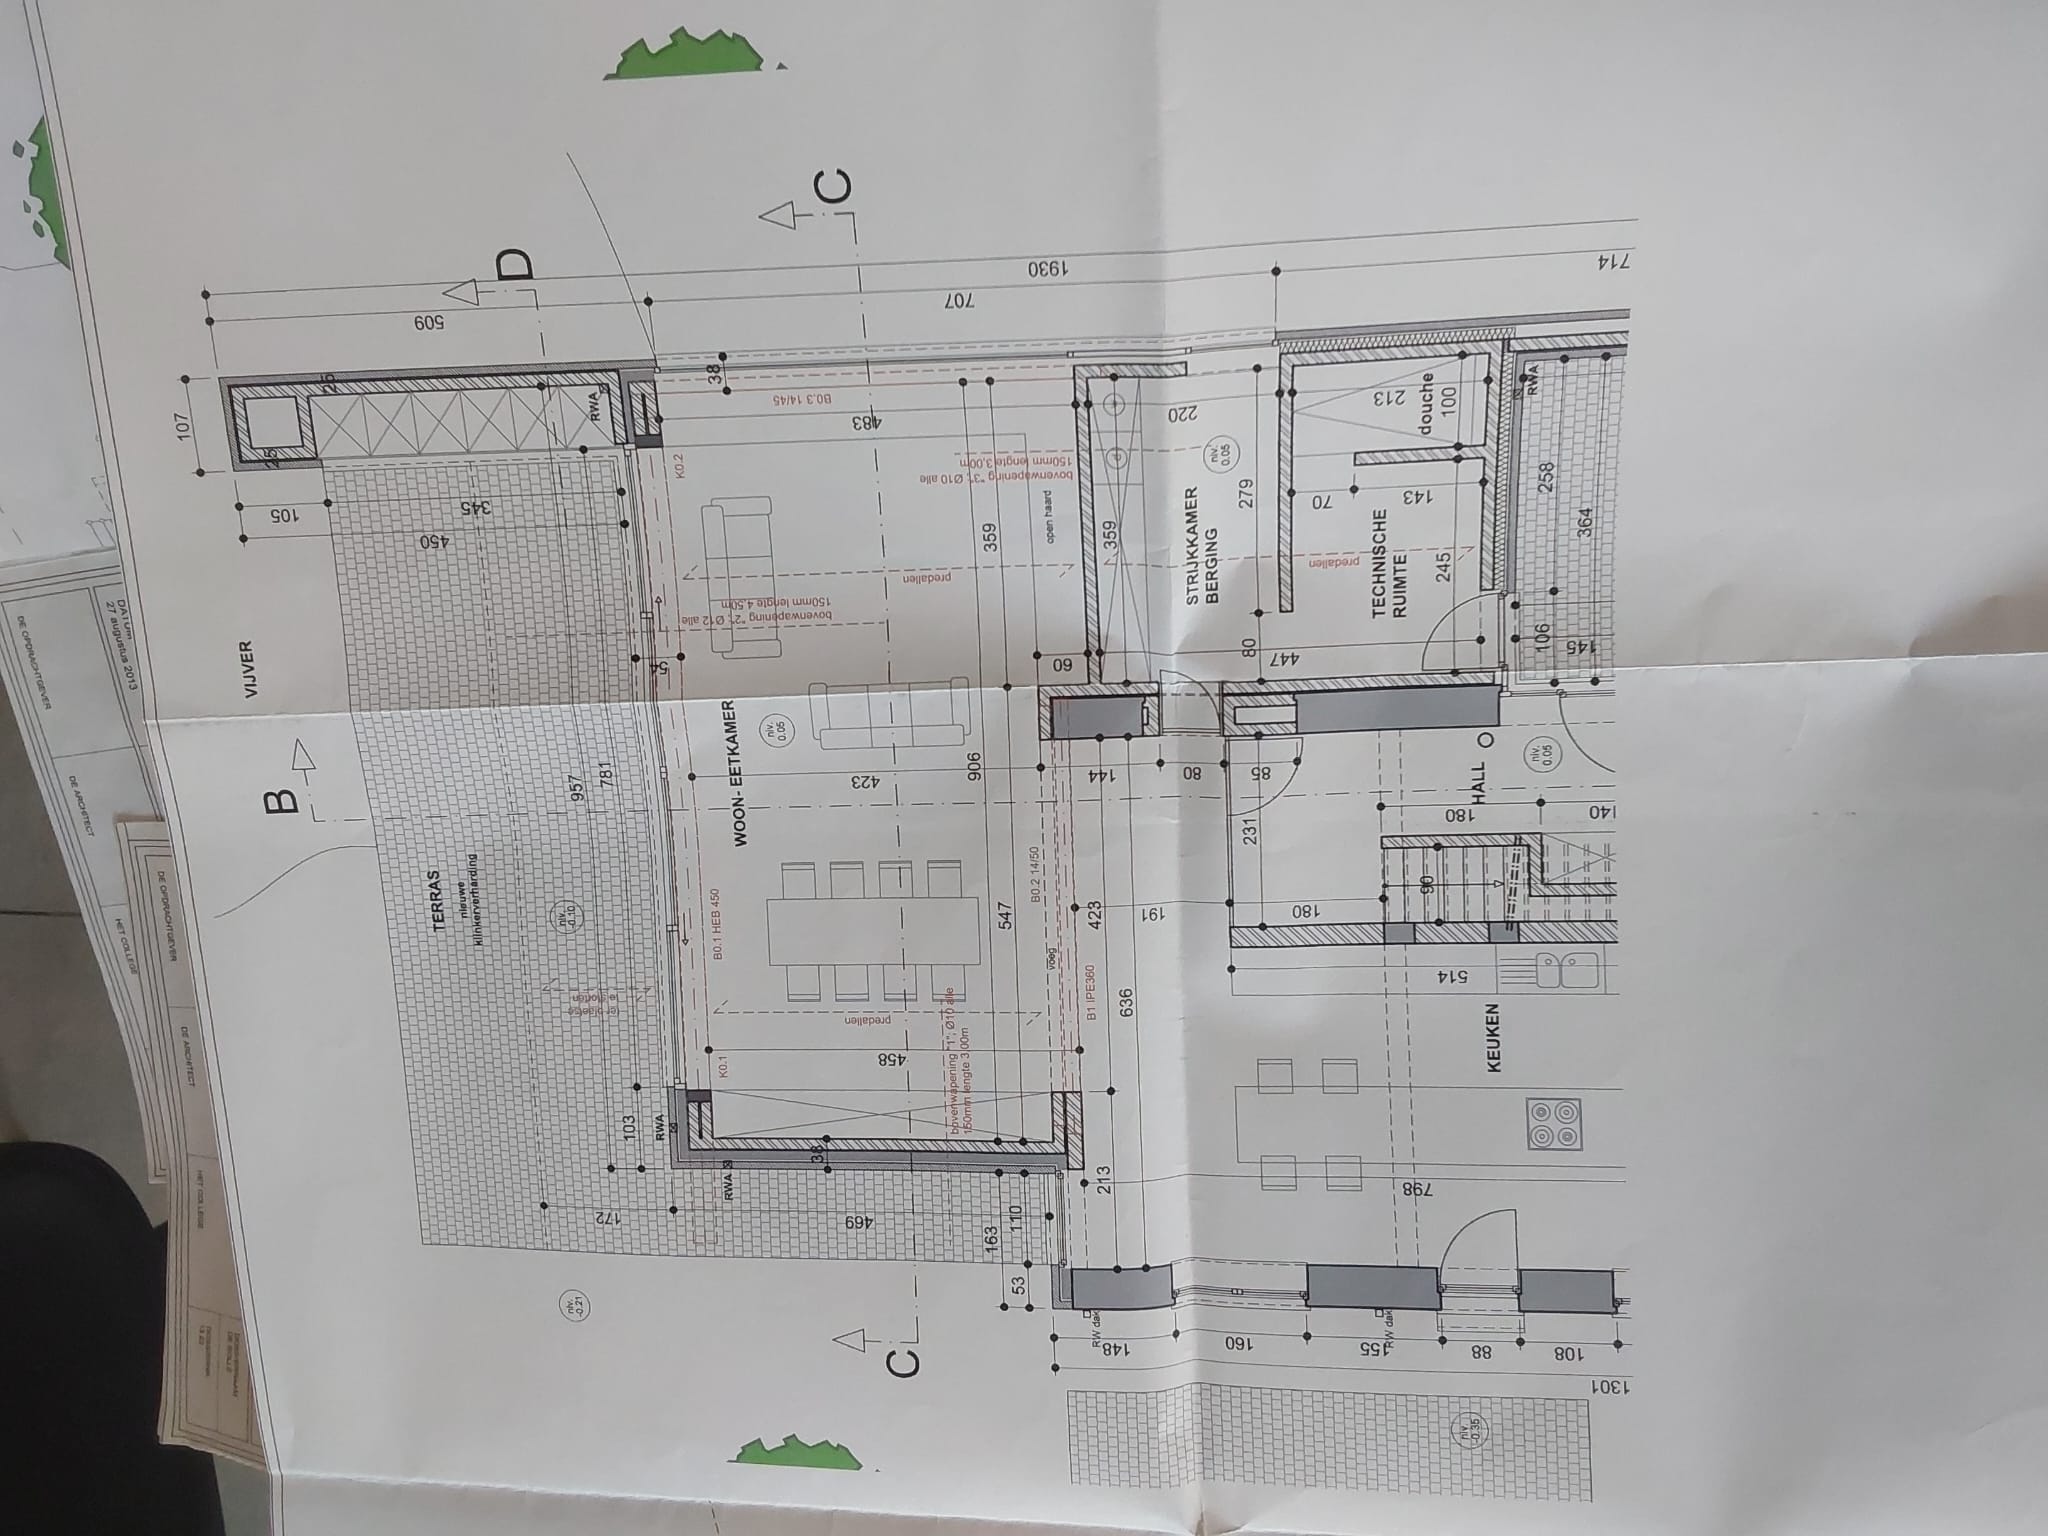 VIJVER
TERRAS
nieuwe
klinkerverharding
niv.
-0.10
WOON- EETKAMER
niv.
0.05
open haard
STRIJKKAMER
BERGING
niv.
0.05
TECHNISCHE
RUIMTE
douche
HALL
niv.
0.05
KEUKEN
niv.
-0.21
niv.
-0.35
B
C
C
D
RWA
RWA
RWA
RWA
RW dak
RW dak
K0.2
K0.1
B0.3 14/45
B0.1 HEB 450
B0.2 14/50
B1 IPE360
voeg
bovenwapening "3", Ø10 alle
150mm lengte 3,00m
bovenwapening "2", Ø12 alle
150mm lengte 4,50m
bovenwapening "1", Ø10 alle
150mm lengte 3,00m
predallen
predallen
predallen
ter plaatse
te storten
1930
509
707
714
107
25
25
105
345
450
38
483
359
359
220
213
100
279
70
143
245
258
364
106
145
80
447
60
957
781
423
906
144
80
85
231
180
140
547
423
191
180
90
636
514
458
103
38
172
469
163
110
53
213
798
148
160
155
88
108
1301
DATUM
27 augustus 2013
DE OPDRACHTGEVER
DE ARCHITECT
HET COLLEGE
DE OPDRACHTGEVER
DE ARCHITECT
HET COLLEGE